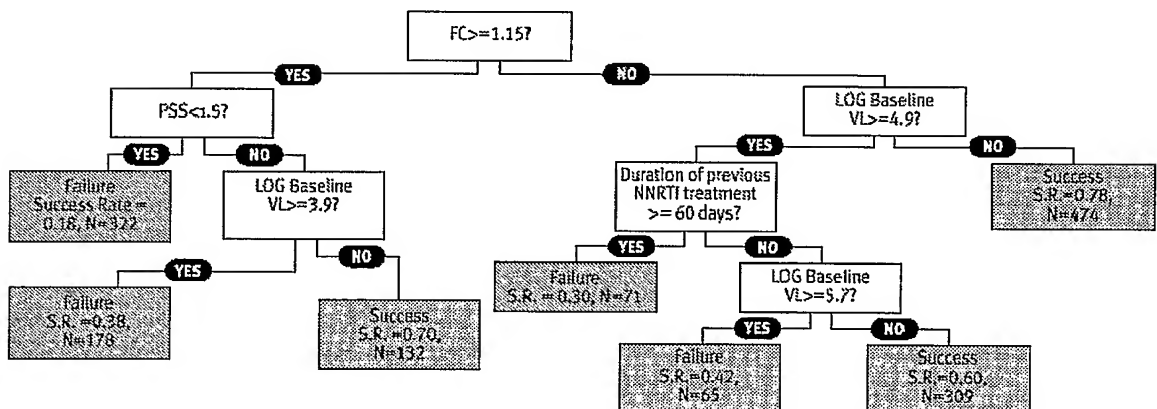 FC>=1.15?
YES
NO
PSS<1.5?
LOG Baseline
VL>=4.9?
YES
NO
YES
NO
Failure
Success Rate =
0.18, N=322
LOG Baseline
VL>=3.9?
Duration of previous
NNRTI treatment
>= 60 days?
Success
S.R.=0.78,
N=474
YES
NO
YES
NO
Failure
S.R.=0.38,
N=178
Success
S.R.=0.70,
N=132
Failure
S.R. = 0.30, N=71
LOG Baseline
VL>=5.7?
YES
NO
Failure
S.R.=0.42,
N=65
Success
S.R.=0.60,
N=309